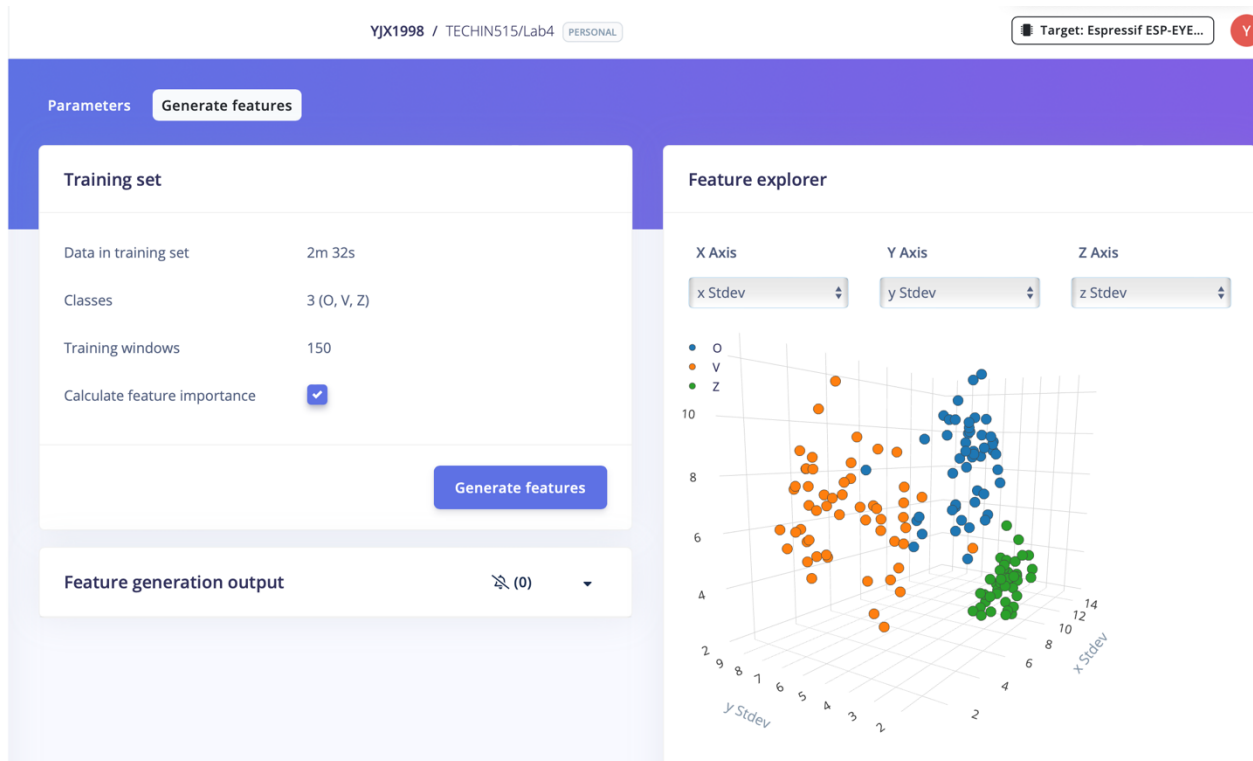 YJX1998 / TECHIN515/Lab4 PERSONAL
Target: Espressif ESP-EYE...
Y
Parameters
Generate features
Training set
Data in training set 2m 32s
Classes 3 (O, V, Z)
Training windows 150
Calculate feature importance
Generate features
Feature generation output (0)
Feature explorer
X Axis Y Axis Z Axis
x Stdev y Stdev z Stdev
O
V
Z
10
8
6
4
2
9
8
7
6
5
4
3
2
y Stdev
2
4
6
8
10
12
14
x Stdev